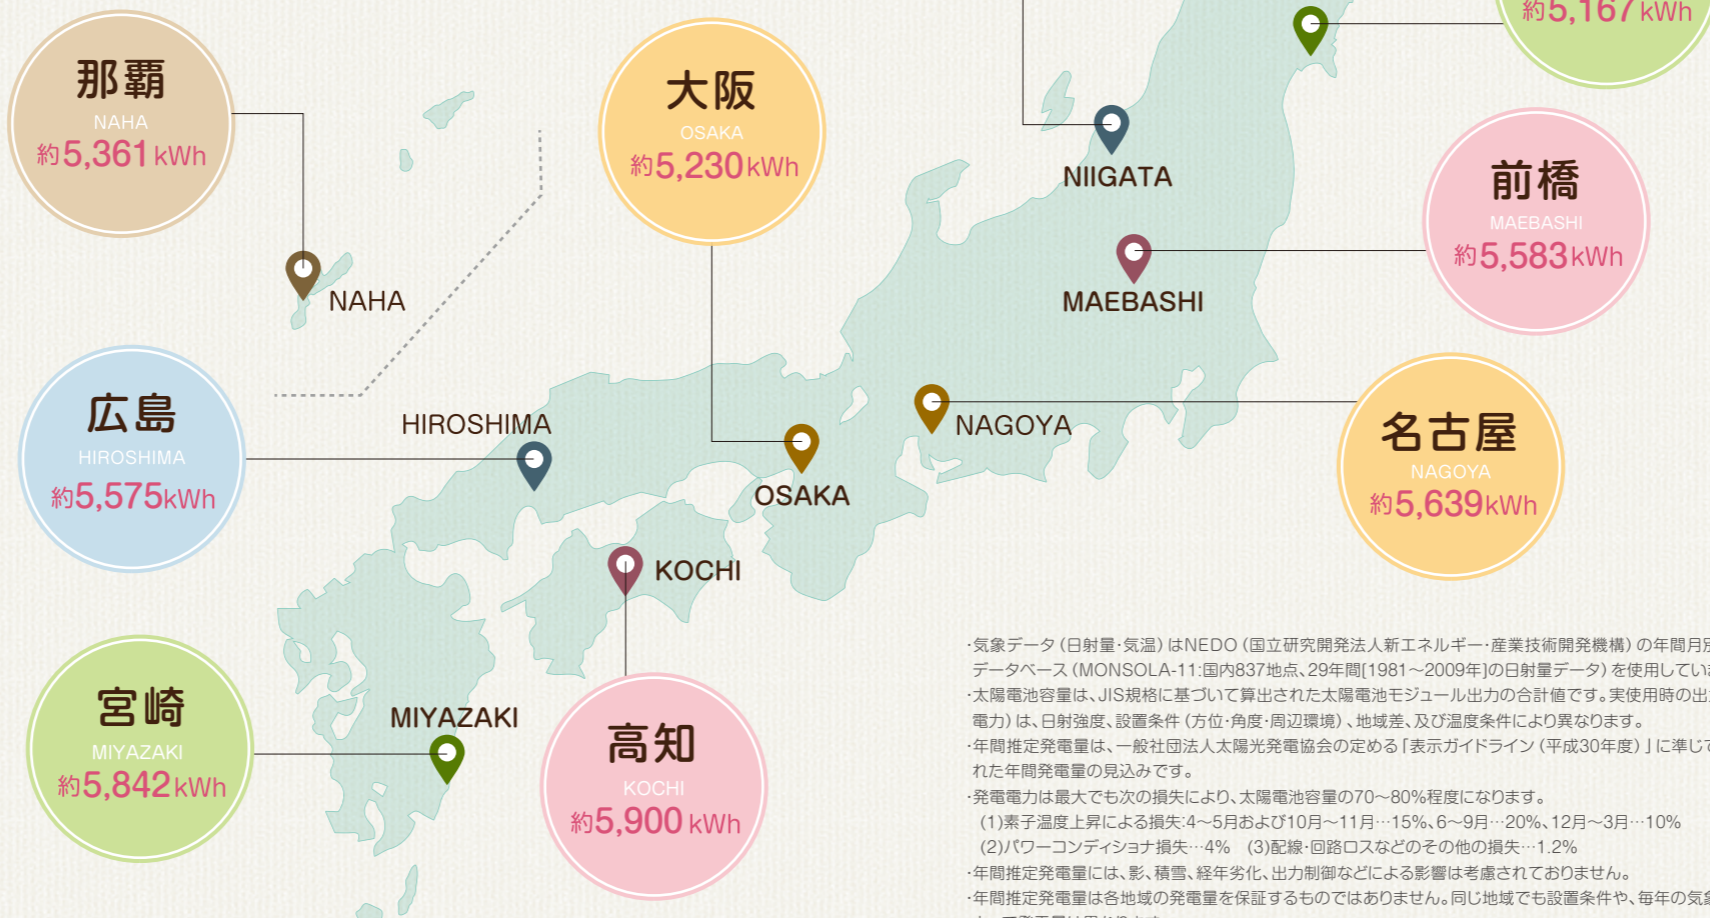 約5,167kWh
那覇
NAHA
約5,361kWh
大阪
OSAKA
約5,230kWh
NIIGATA
前橋
MAEBASHI
約5,583kWh
MAEBASHI
NAHA
広島
HIROSHIMA
約5,575kWh
HIROSHIMA
NAGOYA
名古屋
NAGOYA
約5,639kWh
OSAKA
KOCHI
宮崎
MIYAZAKI
約5,842kWh
MIYAZAKI
高知
KOCHI
約5,900kWh
・気象データ(日射量・気温)はNEDO(国立研究開発法人新エネルギー・産業技術開発機構)の年間月別
データベース(MONSOLA-11:国内837地点、29年間[1981〜2009年]の日射量データ)を使用してい
・太陽電池容量は、JIS規格に基づいて算出された太陽電池モジュール出力の合計値です。実使用時の出
電力)は、日射強度、設置条件(方位・角度・周辺環境)、地域差、及び温度条件により異なります。
・年間推定発電量は、一般社団法人太陽光発電協会の定める「表示ガイドライン(平成30年度)」に準じて
れた年間発電量の見込みです。
・発電電力は最大でも次の損失により、太陽電池容量の70〜80%程度になります。
(1)素子温度上昇による損失:4〜5月および10月〜11月…15%、6〜9月…20%、12月〜3月…10%
(2)パワーコンディショナ損失…4% (3)配線・回路ロスなどのその他の損失…1.2%
・年間推定発電量には、影、積雪、経年劣化、出力制御などによる影響は考慮されておりません。
・年間推定発電量は各地域の発電量を保証するものではありません。同じ地域でも設置条件や、毎年の気象